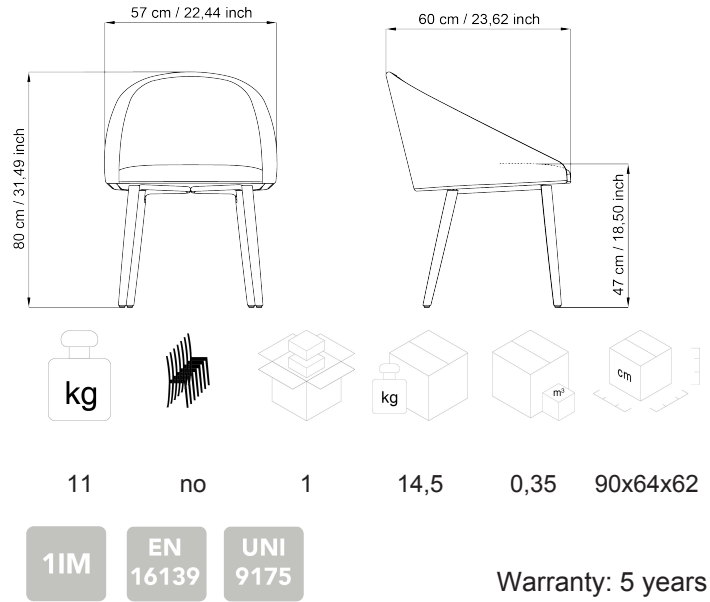 57 cm / 22,44 inch
60 cm / 23,62 inch
80 cm / 31,49 inch
47 cm / 18,50 inch
kg
kg
m³
cm
11
no
1
14,5
0,35
90x64x62
1IM
EN
16139
UNI
9175
Warranty: 5 years